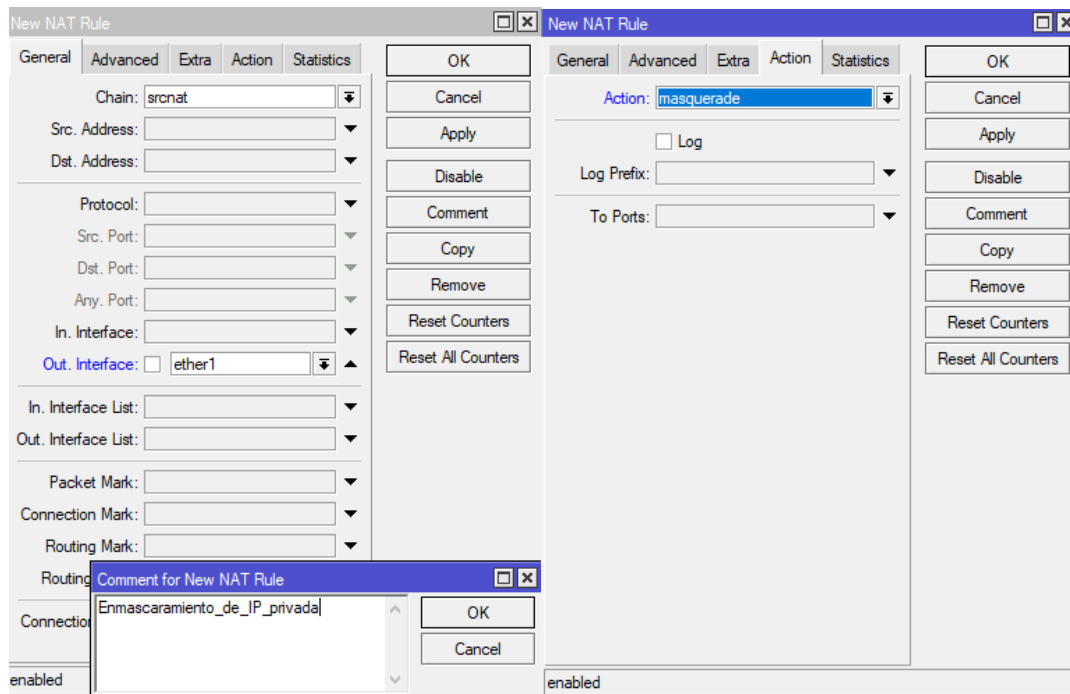 New NAT Rule
General Advanced Extra Action Statistics
Chain: srcnat
Src. Address:
Dst. Address:
Protocol:
Src. Port:
Dst. Port:
Any. Port:
In. Interface:
Out. Interface: ether1
In. Interface List:
Out. Interface List:
Packet Mark:
Connection Mark:
Routing Mark:
Routing
Connectio
enabled
OK
Cancel
Apply
Disable
Comment
Copy
Remove
Reset Counters
Reset All Counters
Comment for New NAT Rule
Enmascaramiento_de_IP_privada
OK
Cancel
New NAT Rule
General Advanced Extra Action Statistics
Action: masquerade
Log
Log Prefix:
To Ports:
enabled
OK
Cancel
Apply
Disable
Comment
Copy
Remove
Reset Counters
Reset All Counters